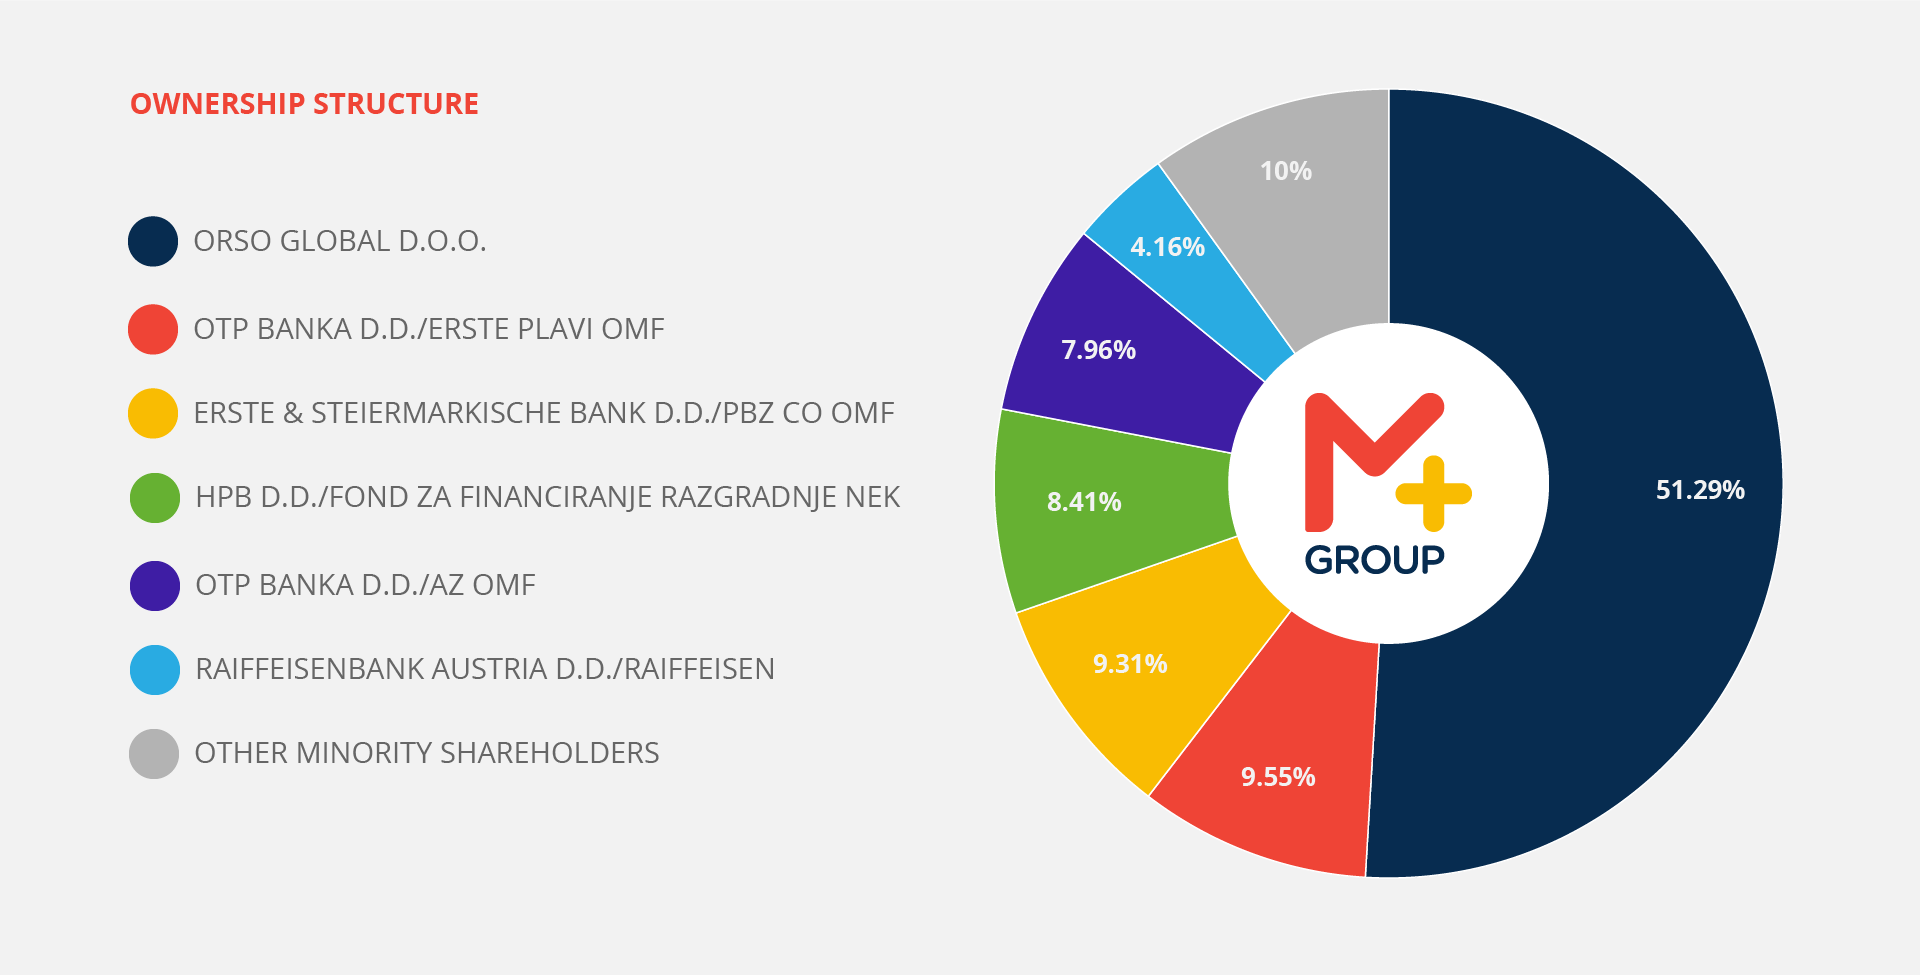 OWNERSHIP STRUCTURE
ORSO GLOBAL D.O.O.
OTP BANKA D.D./ERSTE PLAVI OMF
ERSTE & STEIERMARKISCHE BANK D.D./PBZ CO OMF
HPB D.D./FOND ZA FINANCIRANJE RAZGRADNJE NEK
OTP BANKA D.D./AZ OMF
RAIFFEISENBANK AUSTRIA D.D./RAIFFEISEN
OTHER MINORITY SHAREHOLDERS
10%
4.16%
7.96%
8.41%
9.31%
9.55%
51.29%
M+
GROUP